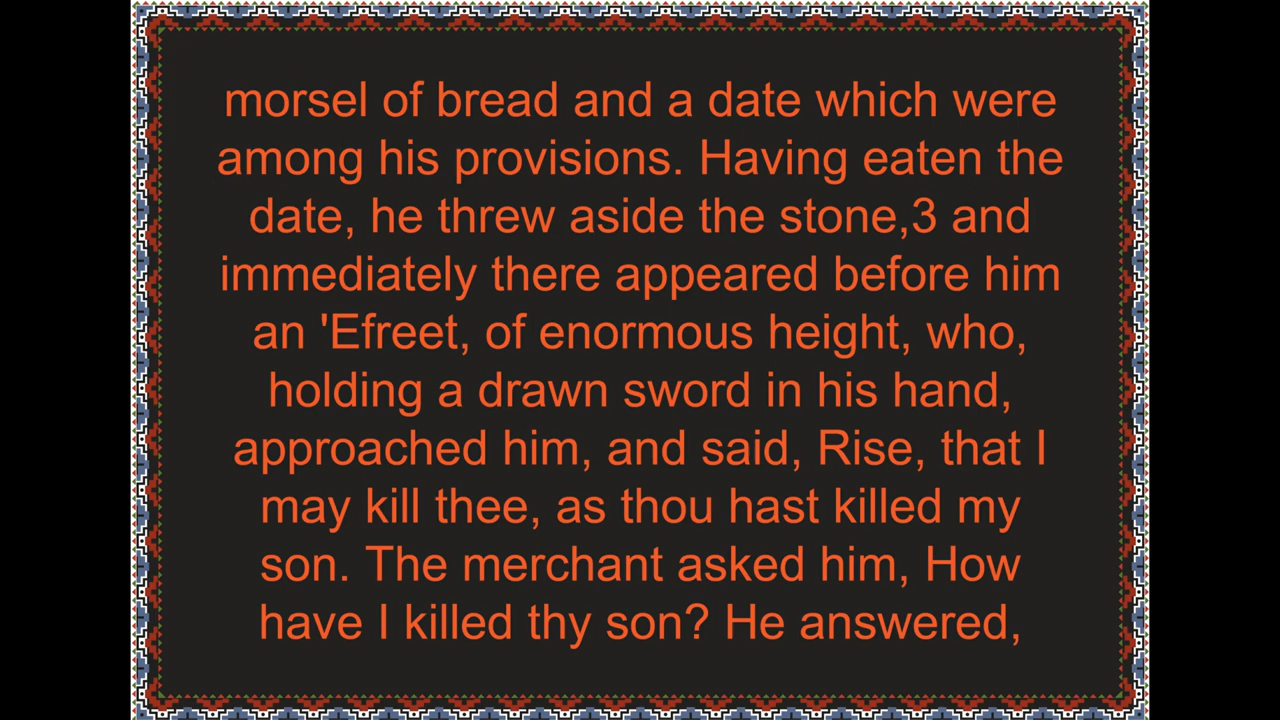 morsel of bread and a date which were
among his provisions. Having eaten the
date, he threw aside the stone,3 and
immediately there appeared before him
an 'Efreet, of enormous height, who,
holding a drawn sword in his hand,
approached him, and said, Rise, that I
may kill thee, as thou hast killed my
son. The merchant asked him, How
have I killed thy son? He answered,